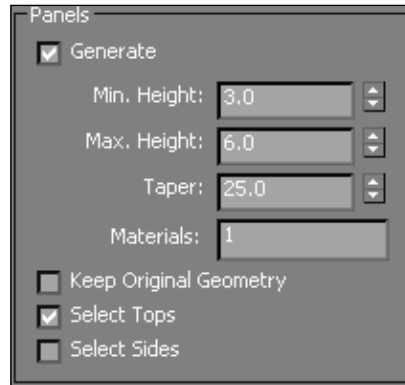 Panels
Generate
Min. Height: 3.0
Max. Height: 6.0
Taper: 25.0
Materials: 1
Keep Original Geometry
Select Tops
Select Sides